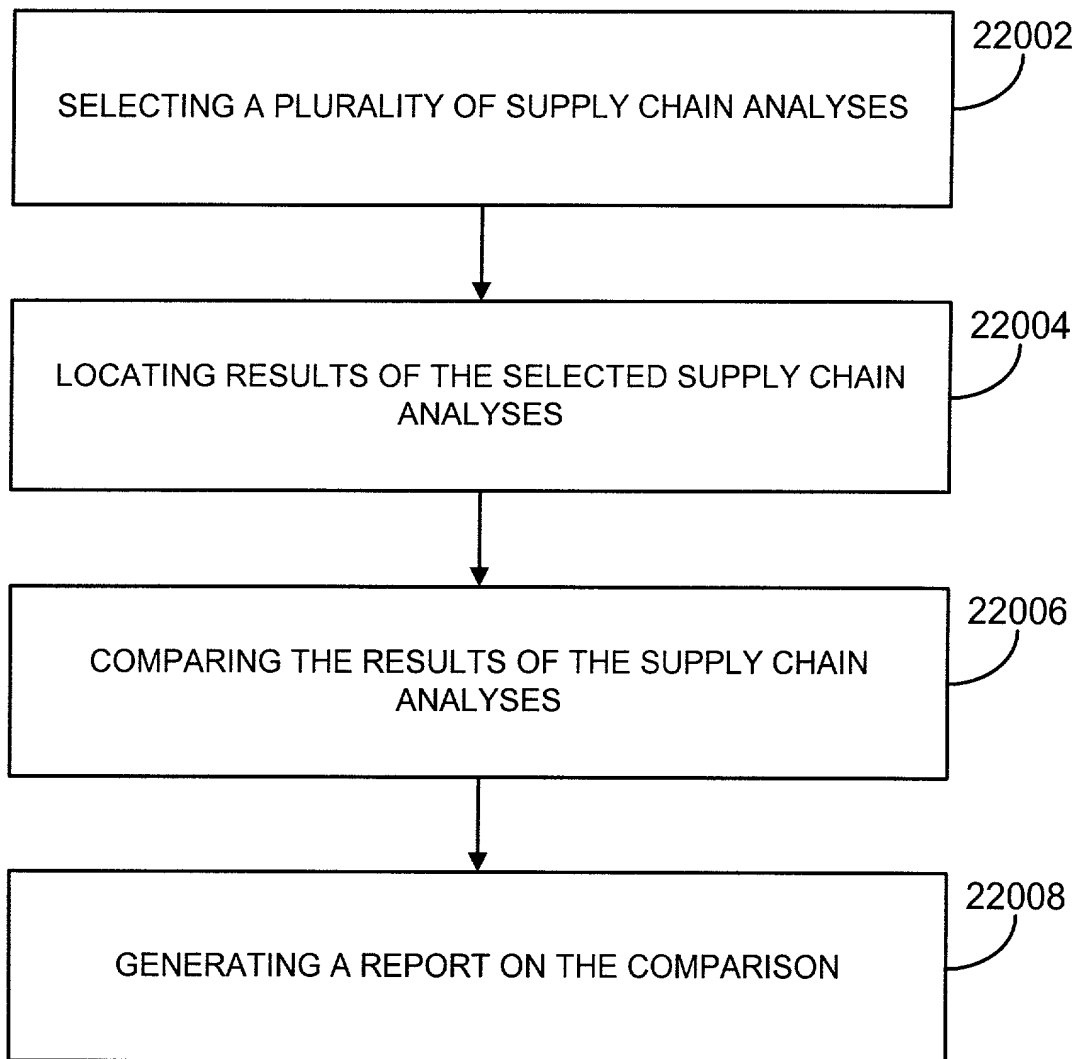 22002
SELECTING A PLURALITY OF SUPPLY CHAIN ANALYSES
22004
LOCATING RESULTS OF THE SELECTED SUPPLY CHAIN
ANALYSES
22006
COMPARING THE RESULTS OF THE SUPPLY CHAIN
ANALYSES
22008
GENERATING A REPORT ON THE COMPARISON